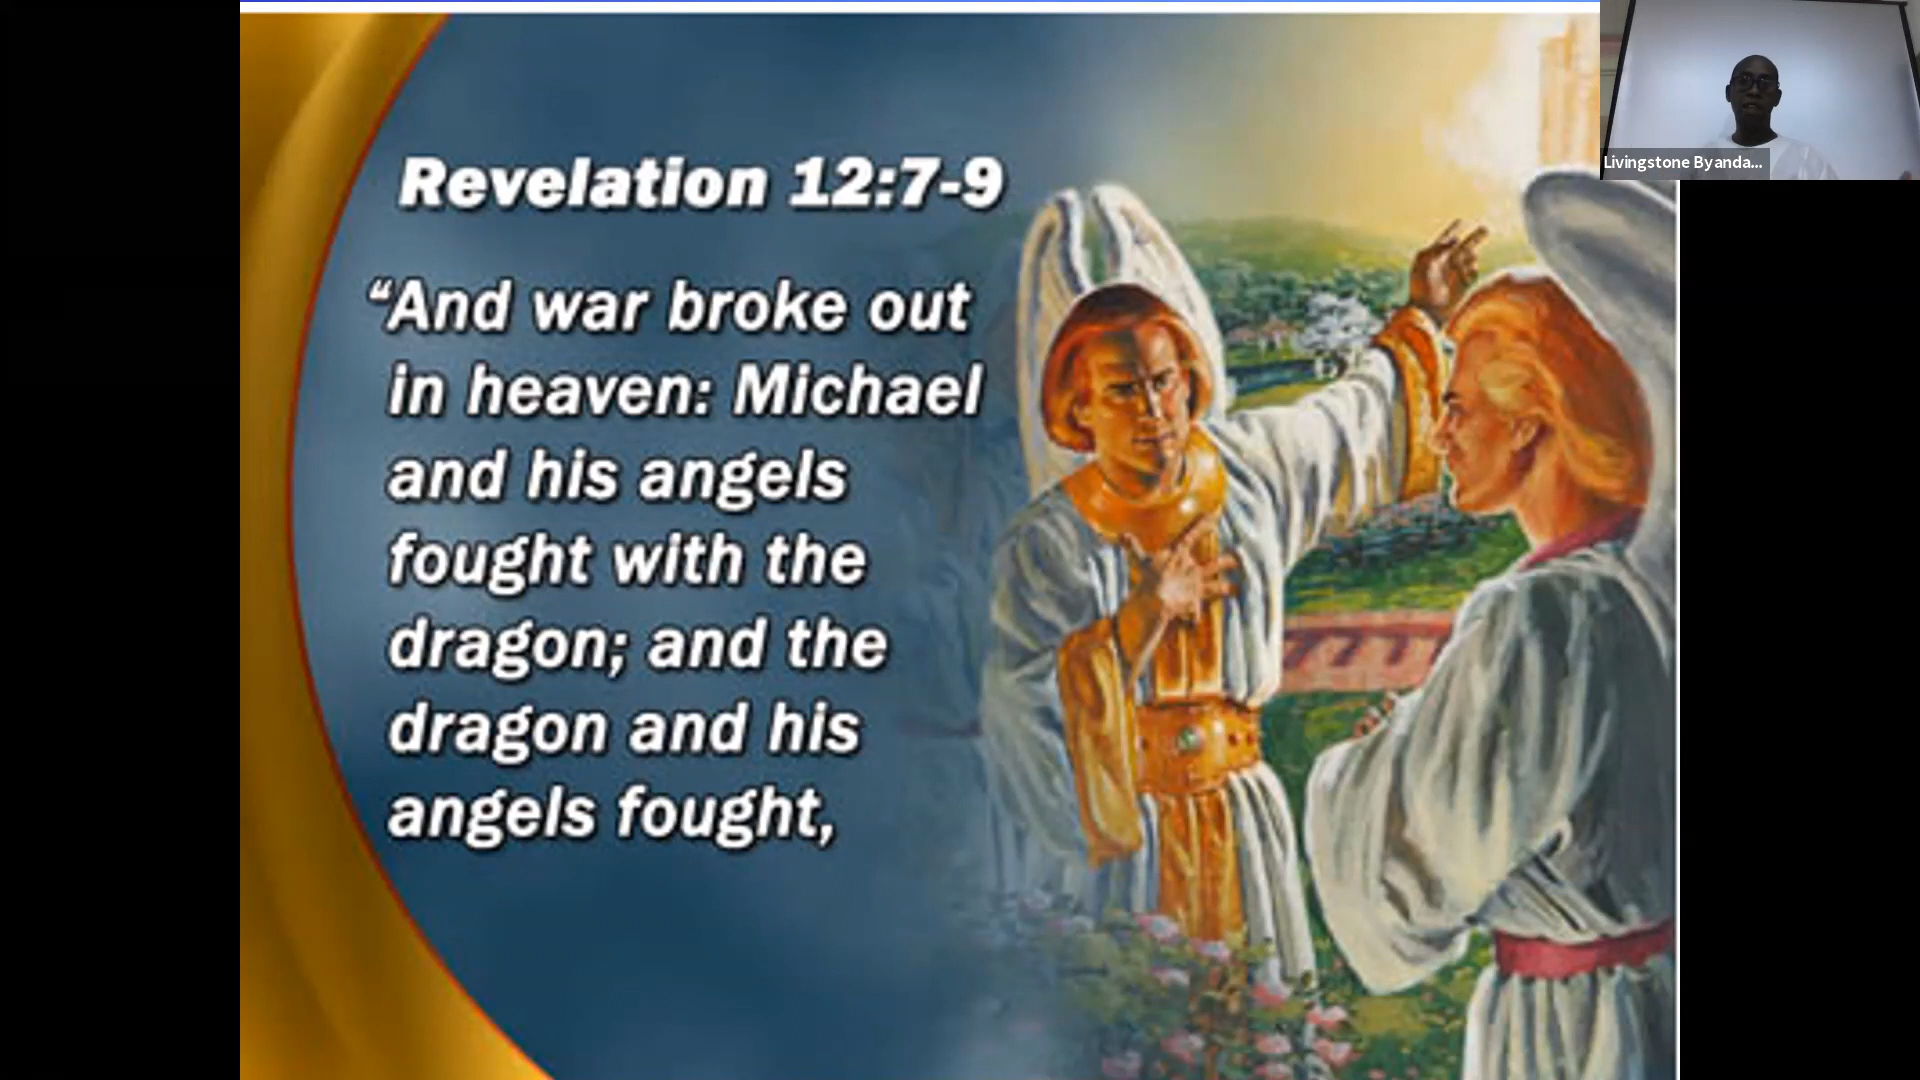 Revelation 12:7-9
“And war broke out
in heaven: Michael
and his angels
fought with the
dragon; and the
dragon and his
angels fought,
Livingstone Byanda...